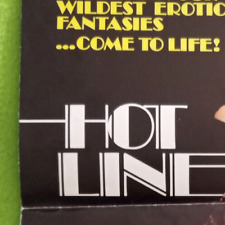 WILDEST EROTIC
FANTASIES
...COME TO LIFE!
HOT
LINE